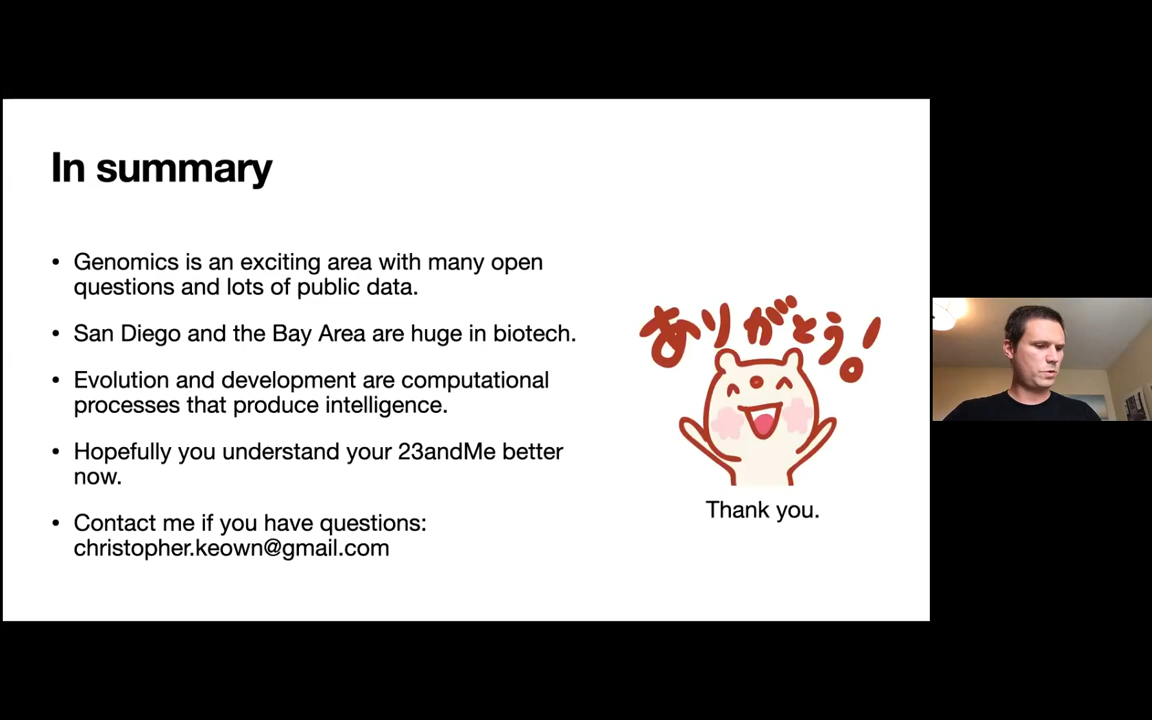 In summary
• Genomics is an exciting area with many open
questions and lots of public data.
• San Diego and the Bay Area are huge in biotech.
• Evolution and development are computational
processes that produce intelligence.
• Hopefully you understand your 23andMe better
now.
• Contact me if you have questions:
christopher.keown@gmail.com
ありがとう!
Thank you.